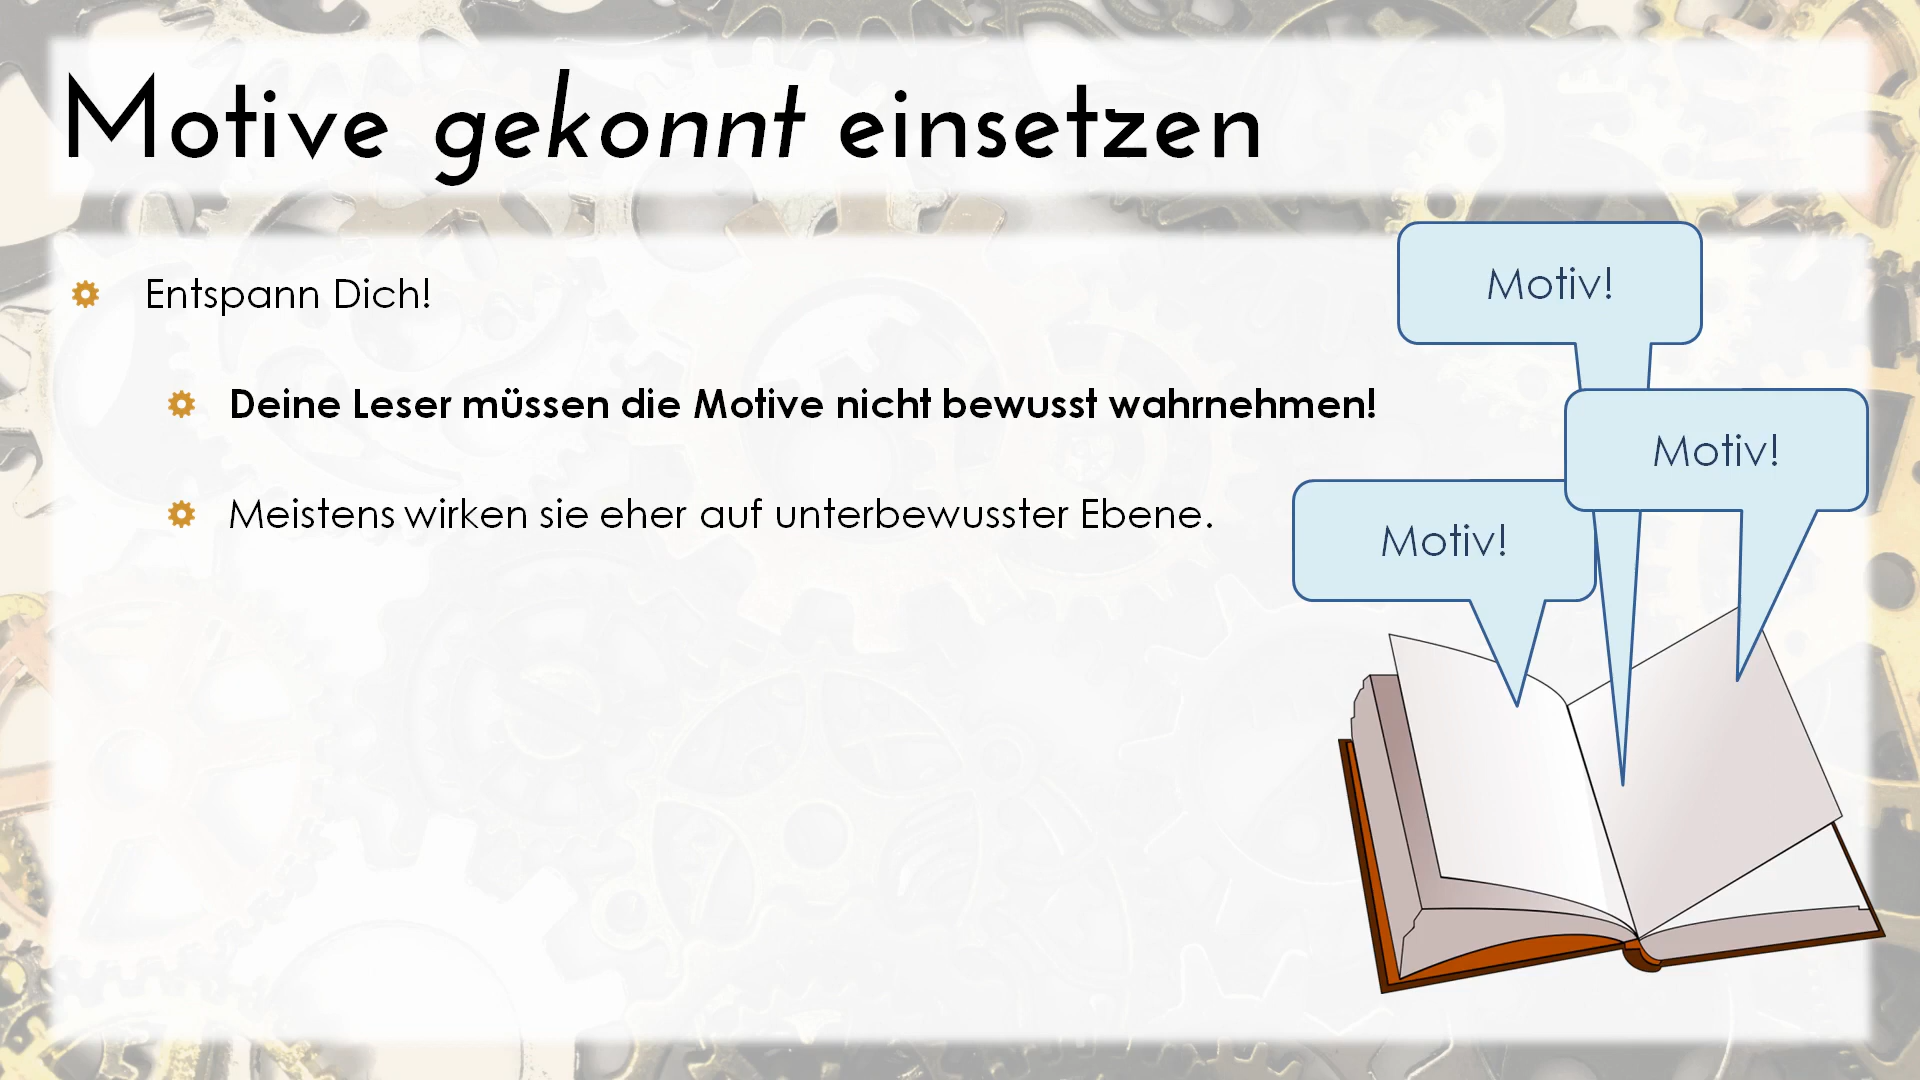 Motive gekonnt einsetzen
Entspann Dich!
Deine Leser müssen die Motive nicht bewusst wahrnehmen!
Meistens wirken sie eher auf unterbewusster Ebene.
Motiv!
Motiv!
Motiv!